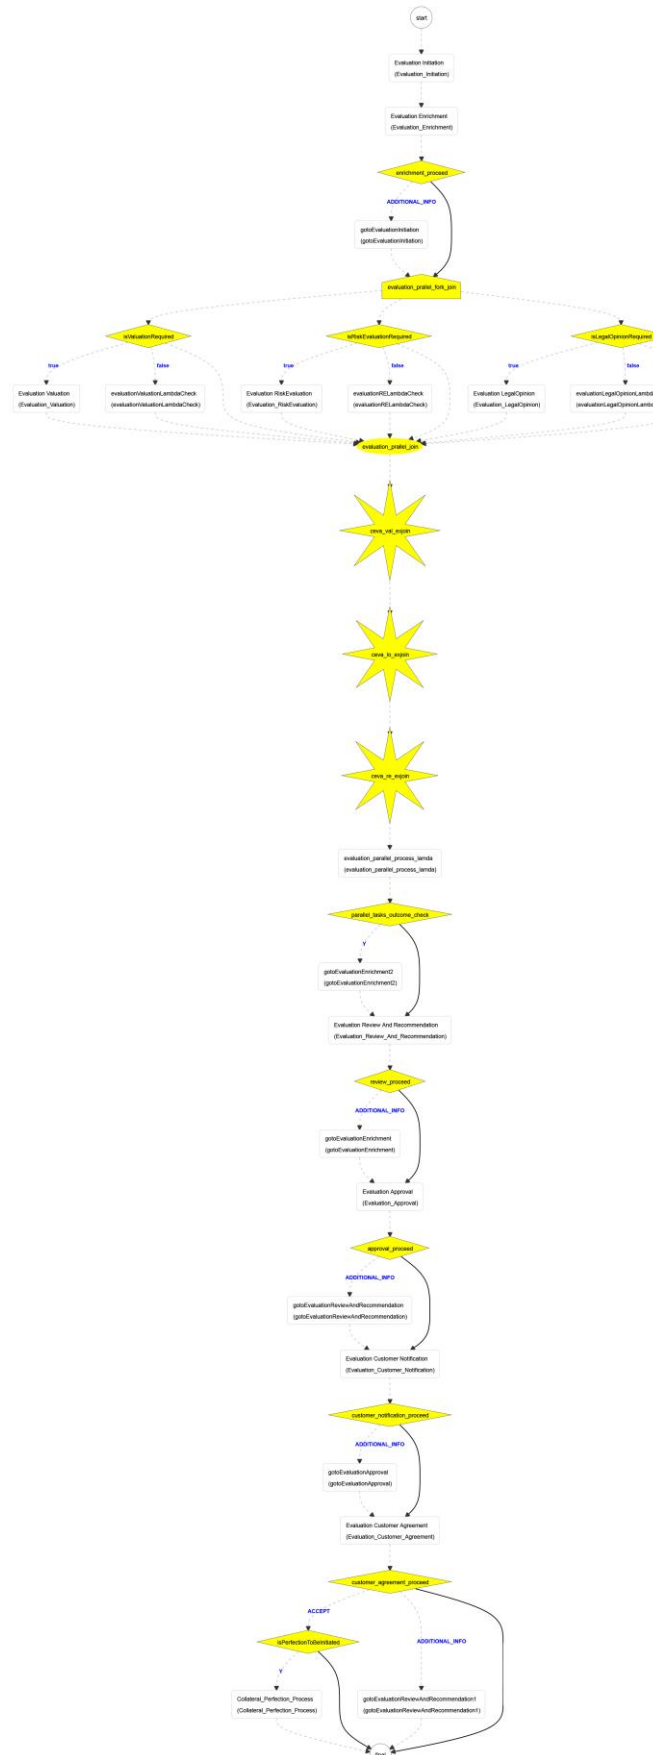 start
Evaluation Initiation
(Evaluation_Initiation)
Evaluation Enrichment
(Evaluation_Enrichment)
enrichment_proceed
ADDITIONAL_INFO
gotoEvaluationInitiation
(gotoEvaluationInitiation)
evaluation_prallel_fork_join
isValuationRequired
isRiskEvaluationRequired
isLegalOpinionRequired
true
false
true
false
true
false
Evaluation Valuation
(Evaluation_Valuation)
evaluationValuationLambdaCheck
(evaluationValuationLambdaCheck)
Evaluation RiskEvaluation
(Evaluation_RiskEvaluation)
evaluationRELambdaCheck
(evaluationRELambdaCheck)
Evaluation LegalOpinion
(Evaluation_LegalOpinion)
evaluationLegalOpinionLambda
(evaluationLegalOpinionLambda
evaluation_prallel_join
ceva_val_exjoin
ceva_lo_exjoin
ceva_re_exjoin
evaluation_parallel_process_lamda
(evaluation_parallel_process_lamda)
parallel_tasks_outcome_check
Y
gotoEvaluationEnrichment2
(gotoEvaluationEnrichment2)
Evaluation Review And Recommendation
(Evaluation_Review_And_Recommendation)
review_proceed
ADDITIONAL_INFO
gotoEvaluationEnrichment
(gotoEvaluationEnrichment)
Evaluation Approval
(Evaluation_Approval)
approval_proceed
ADDITIONAL_INFO
gotoEvaluationReviewAndRecommendation
(gotoEvaluationReviewAndRecommendation)
Evaluation Customer Notification
(Evaluation_Customer_Notification)
customer_notification_proceed
ADDITIONAL_INFO
gotoEvaluationApproval
(gotoEvaluationApproval)
Evaluation Customer Agreement
(Evaluation_Customer_Agreement)
customer_agreement_proceed
ACCEPT
isPerfectionToBeInitiated
ADDITIONAL_INFO
Y
Collateral_Perfection_Process
(Collateral_Perfection_Process)
gotoEvaluationReviewAndRecommendation1
(gotoEvaluationReviewAndRecommendation1)